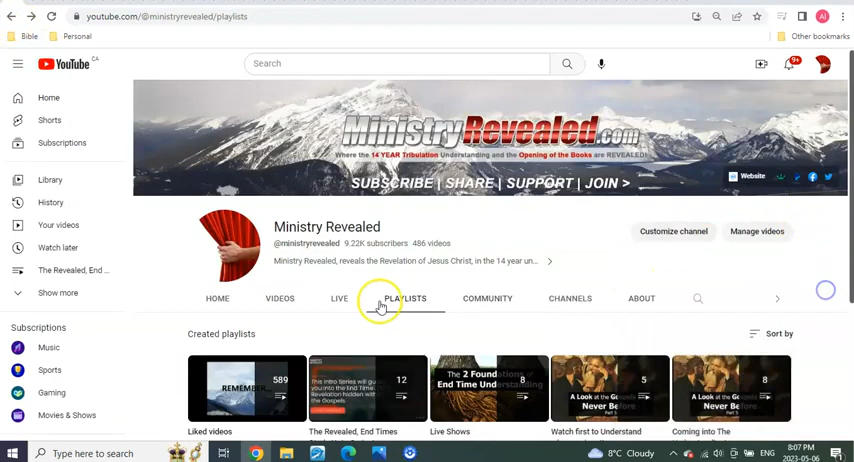 youtube.com/@ministryrevealed/playlists
AI
Bible
Personal
Other bookmarks
YouTube CA
Search
9+
Home
Shorts
Subscriptions
Library
History
Your videos
Watch later
The Revealed, End ...
Show more
Subscriptions
Music
Sports
Gaming
Movies & Shows
MinistryRevealed.com
Where the 14 YEAR Tribulation Understanding and the Opening of the Books are REVEALED!
SUBSCRIBE | SHARE | SUPPORT | JOIN >
Website
Ministry Revealed
@ministryrevealed 9.22K subscribers 486 videos
Ministry Revealed, reveals the Revelation of Jesus Christ, in the 14 year un...
Customize channel
Manage videos
HOME
VIDEOS
LIVE
PLAYLISTS
COMMUNITY
CHANNELS
ABOUT
Created playlists
Sort by
REMEMBER...
589
12
The 2 Foundations
of
End Time Understanding
8
A Look at the Gospels
Never Before
5
A Look at the Gospels
Never Before
8
Liked videos
The Revealed, End Times
Live Shows
Watch first to Understand
Coming into The
Type here to search
8°C Cloudy
ENG
8:07 PM
2023-05-06